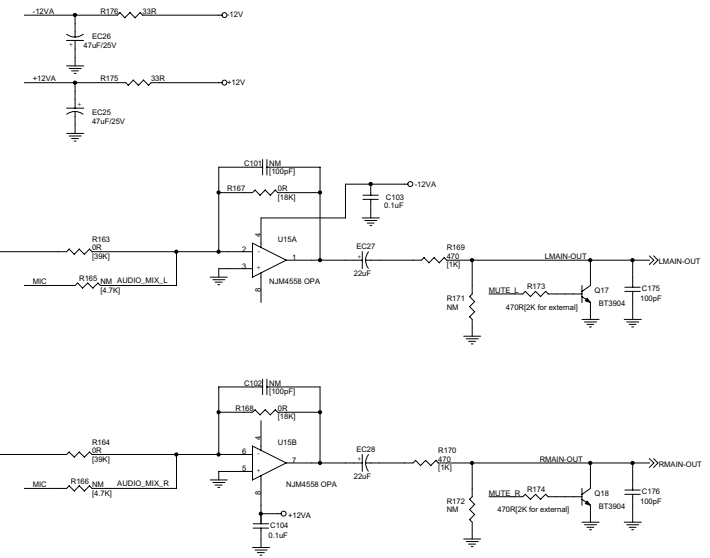 -12VA R176 33R -12V
EC26
47uF/25V
+12VA R175 33R +12V
EC25
47uF/25V
C101 NM
[100pF]
R167 0R
[18K]
-12VA
C103
0.1uF
4
U15A
2
1
3
8
NJM4558 OPA
R163
0R
[39K]
MIC R165 NM AUDIO_MIX_L
[4.7K]
EC27
22uF
R169
470
[1K]
LMAIN-OUT
LMAIN-OUT
R171
NM
MUTE_L R173
470R[2K for external]
Q17
BT3904
C175
100pF
C102 NM
[100pF]
R168 0R
[18K]
4
U15B
6
7
5
8
NJM4558 OPA
R164
0R
[39K]
MIC R166 NM AUDIO_MIX_R
[4.7K]
+12VA
C104
0.1uF
EC28
22uF
R170
470
[1K]
RMAIN-OUT
RMAIN-OUT
R172
NM
MUTE_R R174
470R[2K for external]
Q18
BT3904
C176
100pF